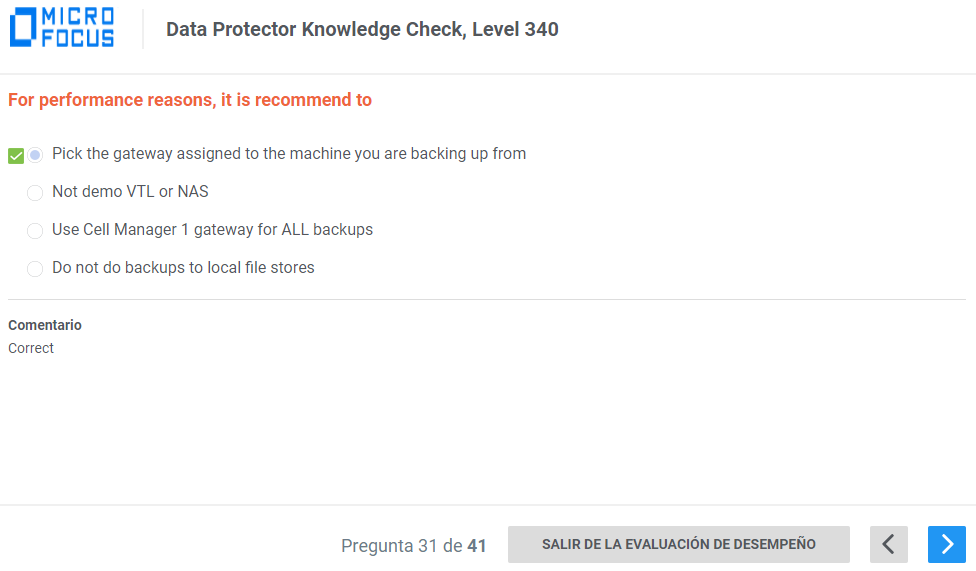 MICRO
FOCUS
Data Protector Knowledge Check, Level 340
For performance reasons, it is recommend to
Pick the gateway assigned to the machine you are backing up from
Not demo VTL or NAS
Use Cell Manager 1 gateway for ALL backups
Do not do backups to local file stores
Comentario
Correct
Pregunta 31 de 41
SALIR DE LA EVALUACIÓN DE DESEMPEÑO